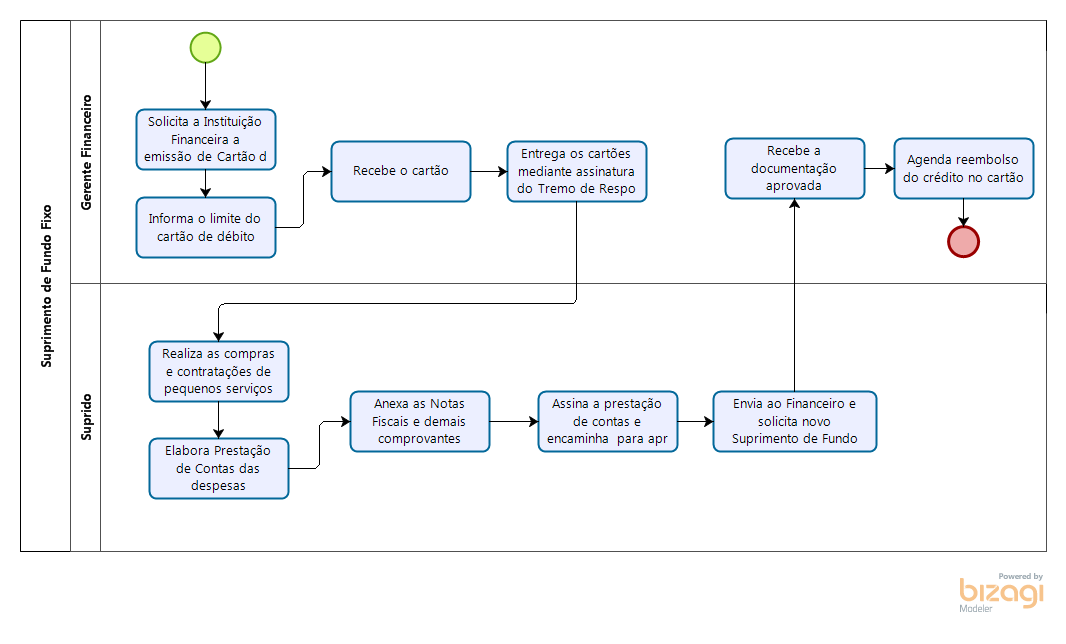 Suprimento de Fundo Fixo
Gerente Financeiro
Solicita a Instituição
Financeira a
emissão de Cartão d
Informa o limite do
cartão de débito
Recebe o cartão
Entrega os cartões
mediante assinatura
do Tremo de Respo
Recebe a
documentação
aprovada
Agenda reembolso
do crédito no cartão
Suprido
Realiza as compras
e contratações de
pequenos serviços
Elabora Prestação
de Contas das
despesas
Anexa as Notas
Fiscais e demais
comprovantes
Assina a prestação
de contas e
encaminha  para apr
Envia ao Financeiro e
solicita novo
Suprimento de Fundo
Powered by
bizagi
Modeler